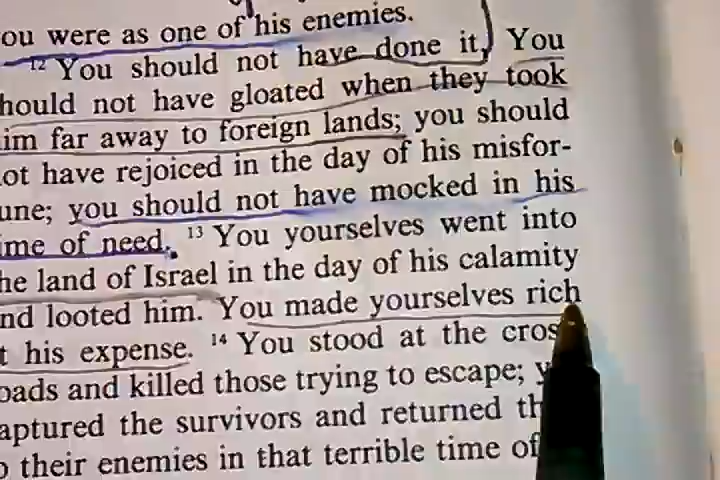 ou were as one of his enemies.
12 You should not have done it, You
hould not have gloated when they took
im far away to foreign lands; you should
ot have rejoiced in the day of his misfor-
une; you should not have mocked in his
ime of need. 13 You yourselves went into
he land of Israel in the day of his calamity
nd looted him. You made yourselves rich
t his expense. 14 You stood at the cros
oads and killed those trying to escape; y
aptured the survivors and returned th
o their enemies in that terrible time of